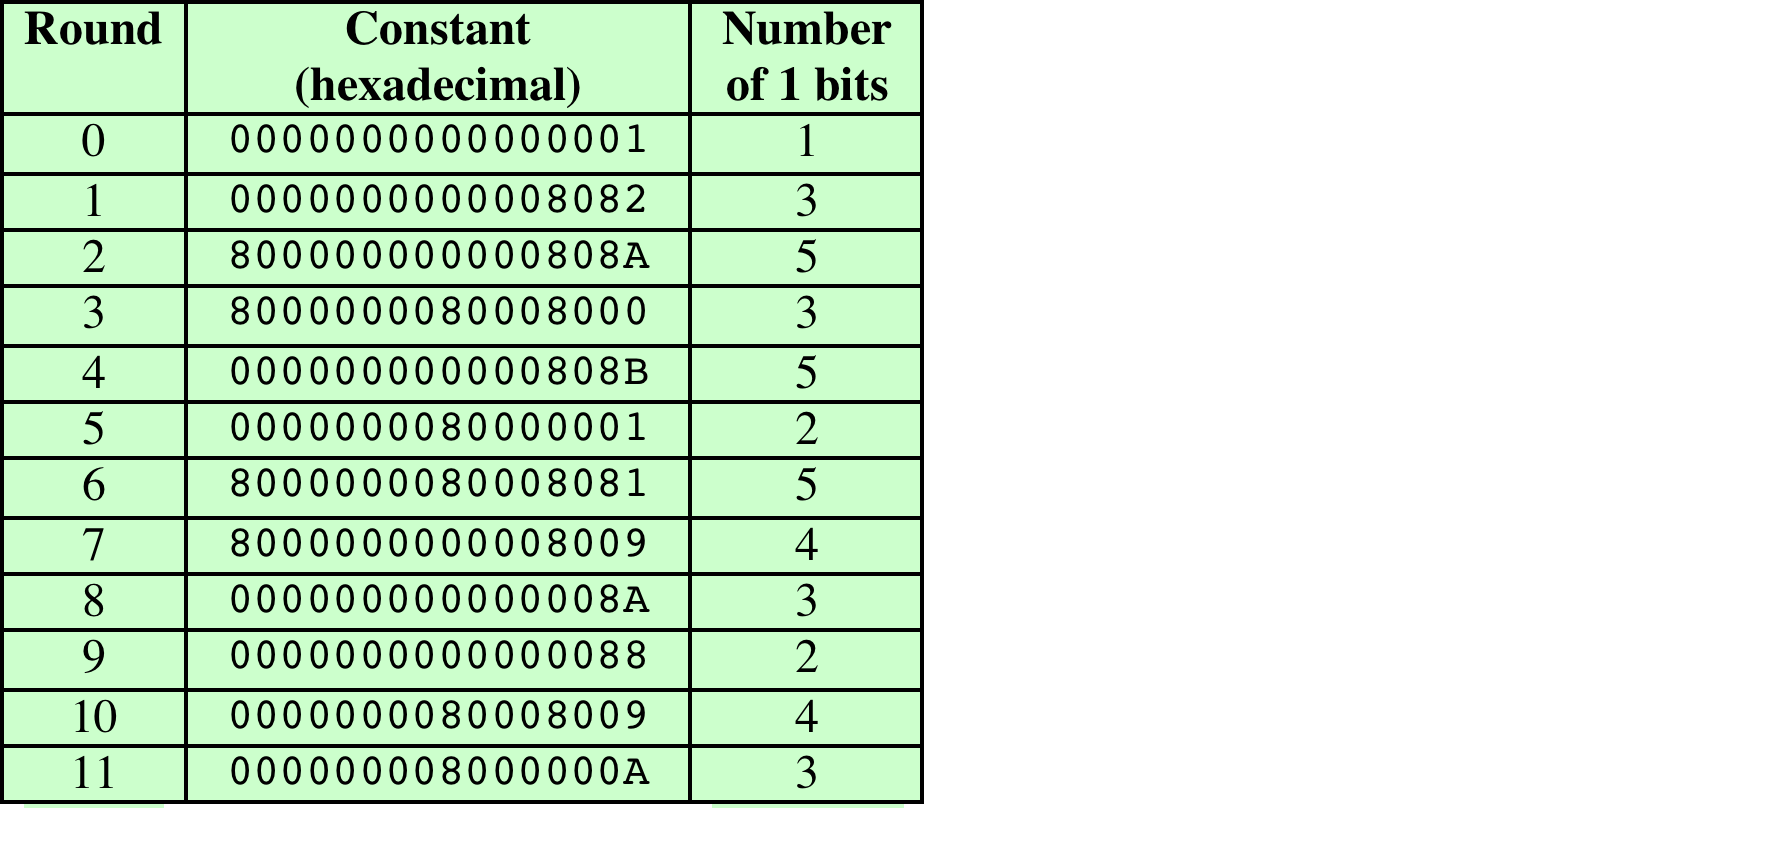 Round Constant Number
(hexadecimal) of 1 bits
0 0000000000000001 1
1 0000000000008082 3
2 800000000000808A 5
3 8000000080008000 3
4 000000000000808B 5
5 0000000080000001 2
6 8000000080008081 5
7 8000000000008009 4
8 000000000000008A 3
9 0000000000000088 2
10 0000000080008009 4
11 000000008000000A 3